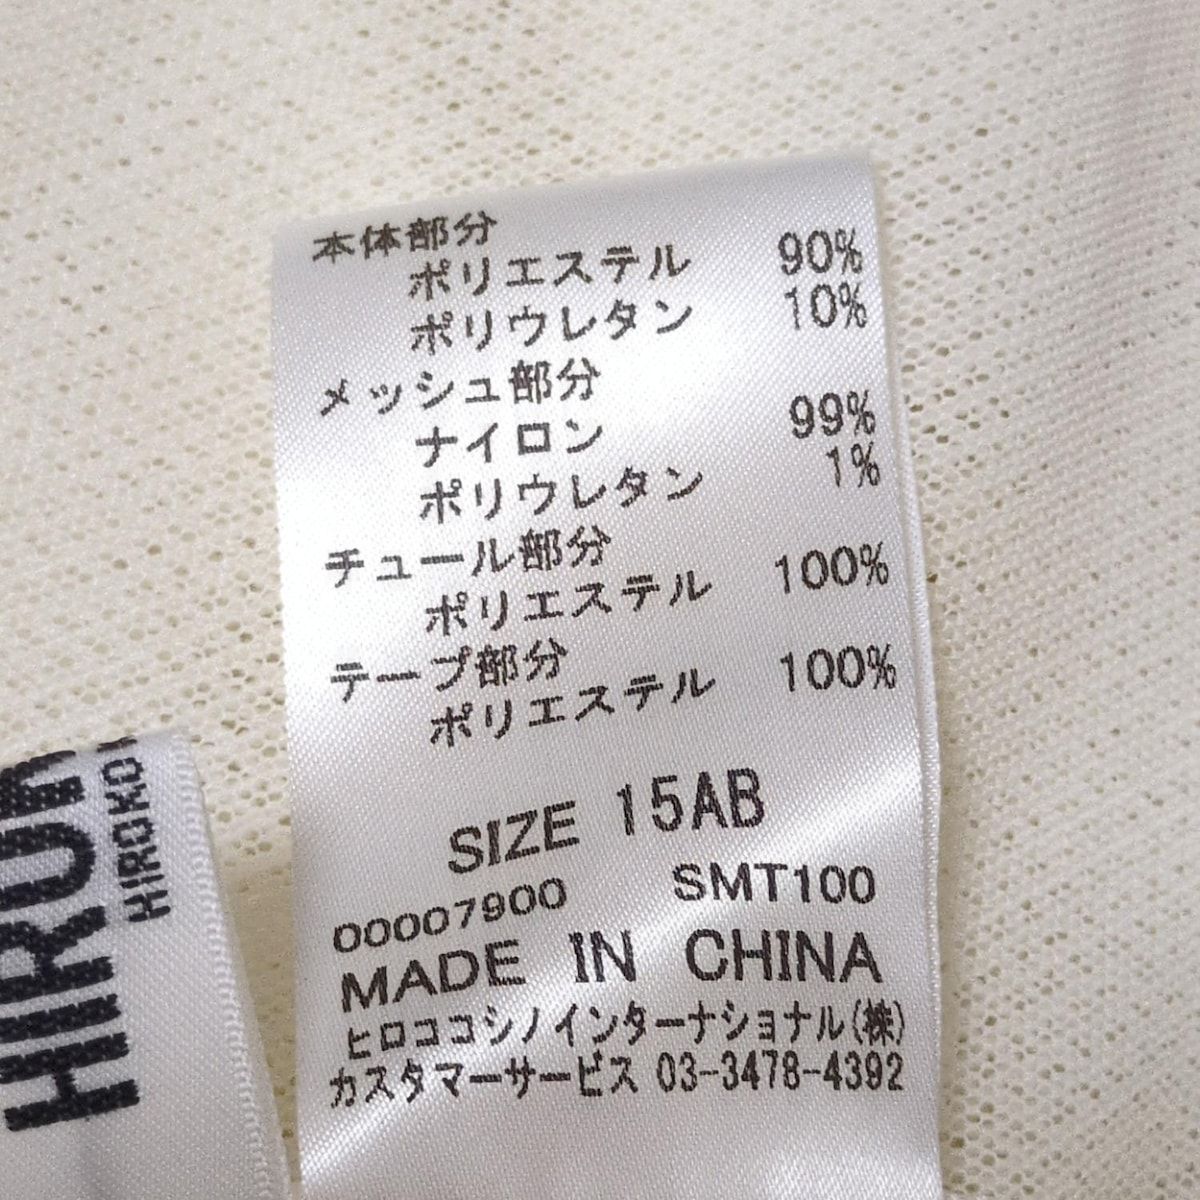 本体部分
ポリエステル 90%
ポリウレタン 10%
メッシュ部分
ナイロン 99%
ポリウレタン 1%
チュール部分
ポリエステル 100%
テープ部分
ポリエステル 100%
SIZE 15AB
00007900 SMT100
MADE IN CHINA
ヒロココシノインターナショナル(株)
カスタマーサービス 03-3478-4392